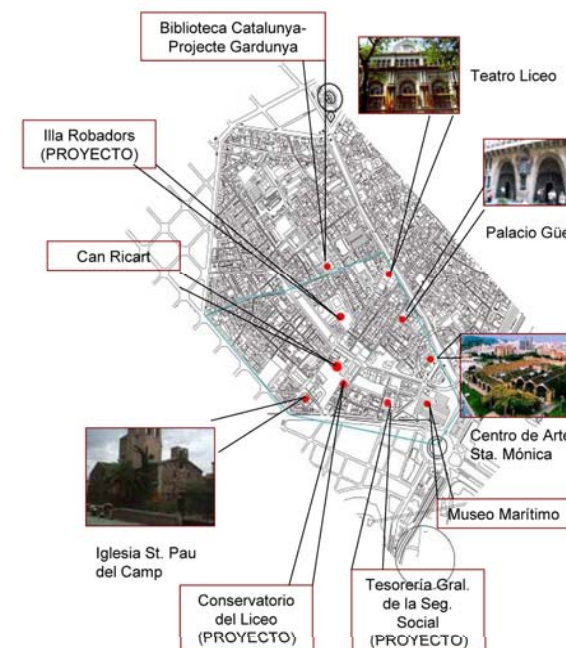 Biblioteca Catalunya-
Projecte Gardunya
Teatro Liceo
Illa Robadors
(PROYECTO)
Palacio Güe
Can Ricart
Centro de Arte
Sta. Mónica
Museo Marítimo
Iglesia St. Pau
del Camp
Conservatorio
del Liceo
(PROYECTO)
Tesorería Gral.
de la Seg.
Social
(PROYECTO)